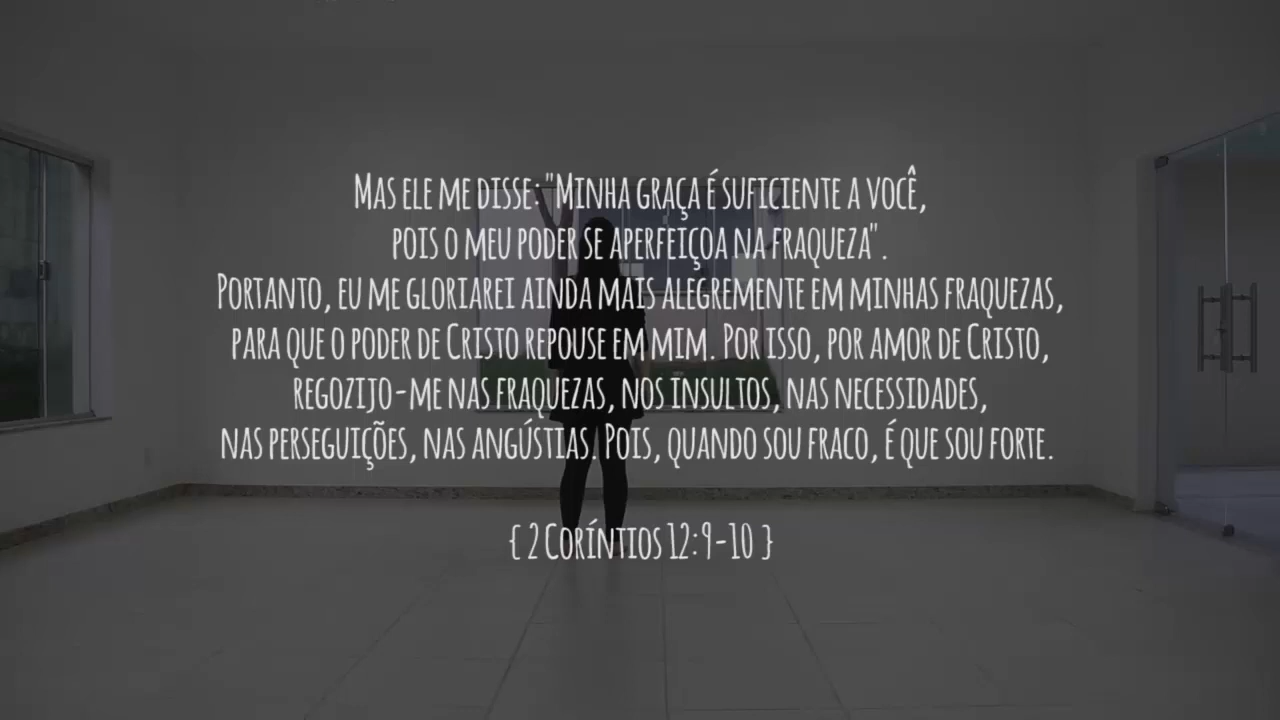 Mas ele me disse: "Minha graça é suficiente a você,
pois o meu poder se aperfeiçoa na fraqueza".
Portanto, eu me gloriarei ainda mais alegremente em minhas fraquezas,
para que o poder de Cristo repouse em mim. Por isso, por amor de Cristo,
regozijo-me nas fraquezas, nos insultos, nas necessidades,
nas perseguições, nas angústias. Pois, quando sou fraco, é que sou forte.
{ 2 Coríntios 12:9-10 }